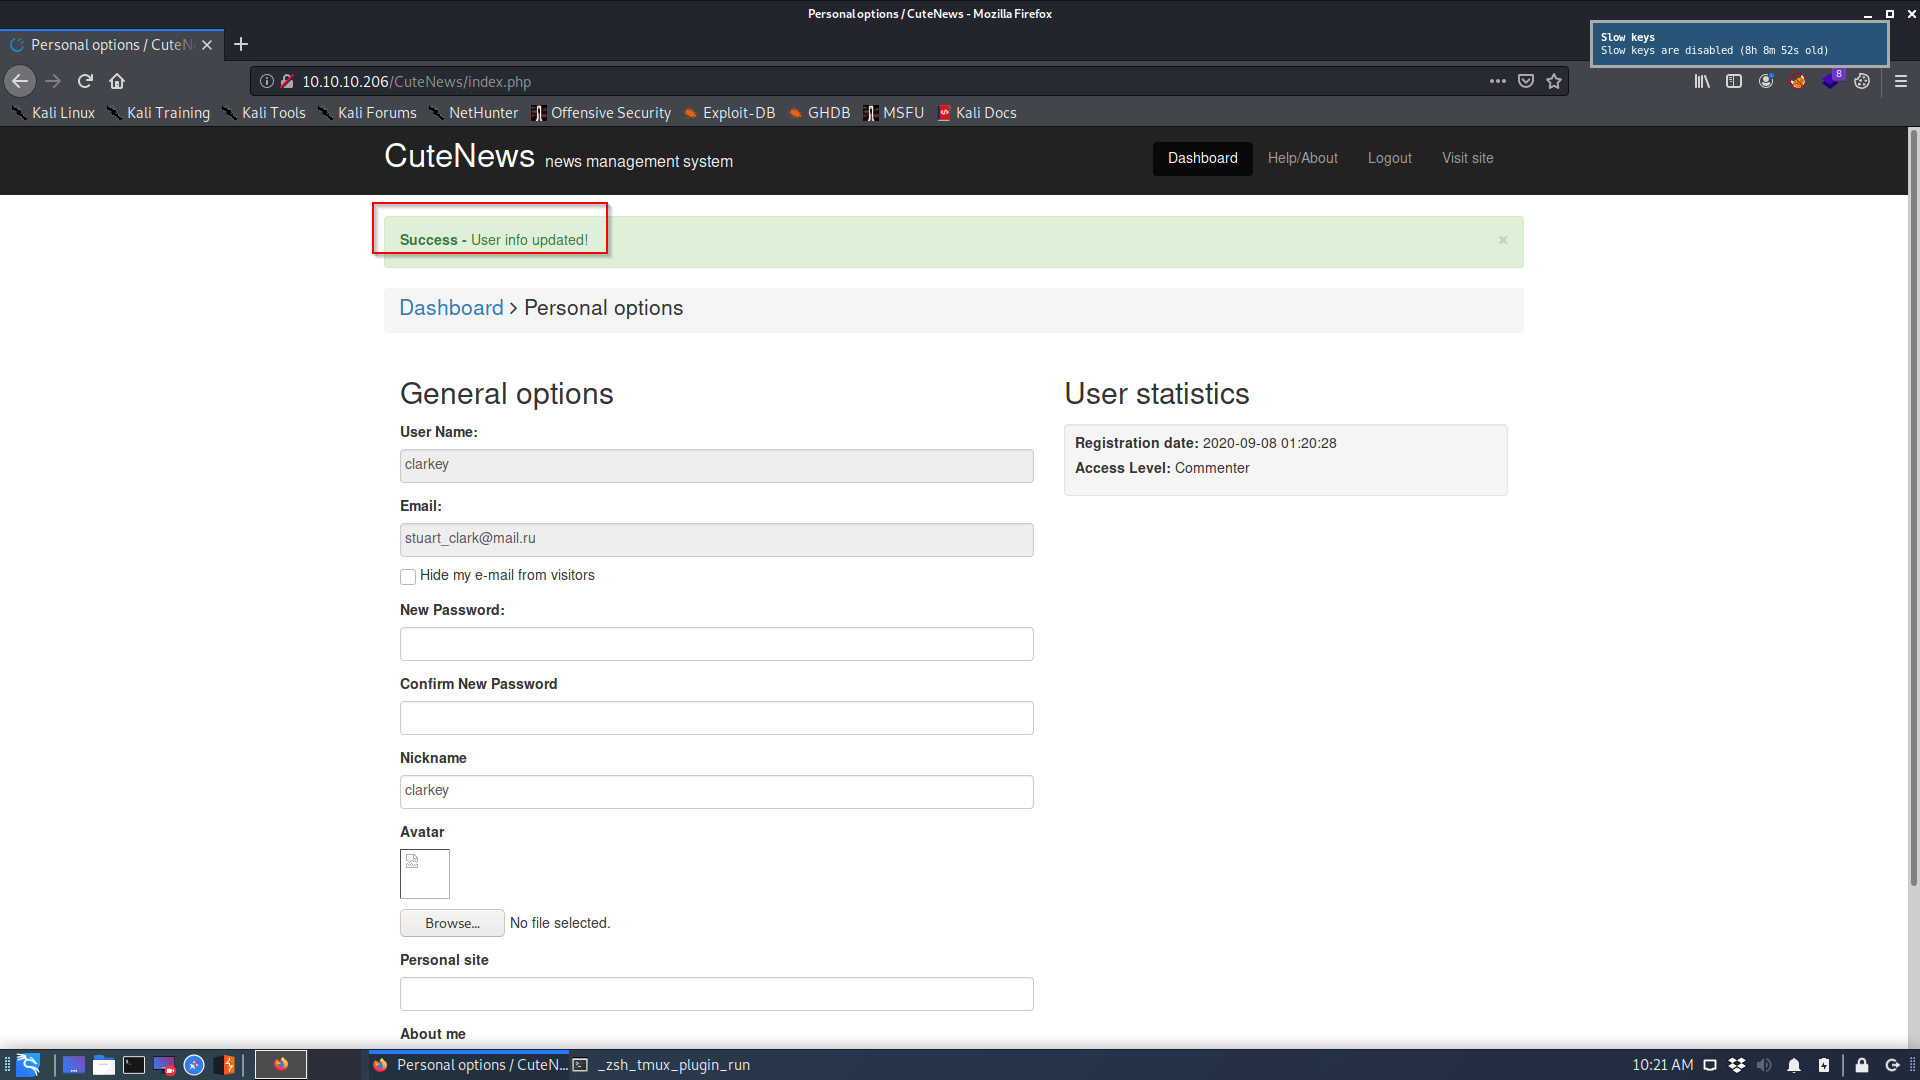 Personal options / CuteNews - Mozilla Firefox
Personal options / CuteN
Slow keys
Slow keys are disabled (8h 8m 52s old)
10.10.10.206/CuteNews/index.php
8
Kali Linux Kali Training Kali Tools Kali Forums NetHunter Offensive Security Exploit-DB GHDB MSFU Kali Docs
CuteNews news management system
Dashboard Help/About Logout Visit site
Success - User info updated!
×
Dashboard > Personal options
General options
User Name:
clarkey
Email:
stuart_clark@mail.ru
Hide my e-mail from visitors
New Password:
Confirm New Password
Nickname
clarkey
Avatar
Browse... No file selected.
Personal site
About me
User statistics
Registration date: 2020-09-08 01:20:28
Access Level: Commenter
Personal options / CuteN... _zsh_tmux_plugin_run
10:21 AM